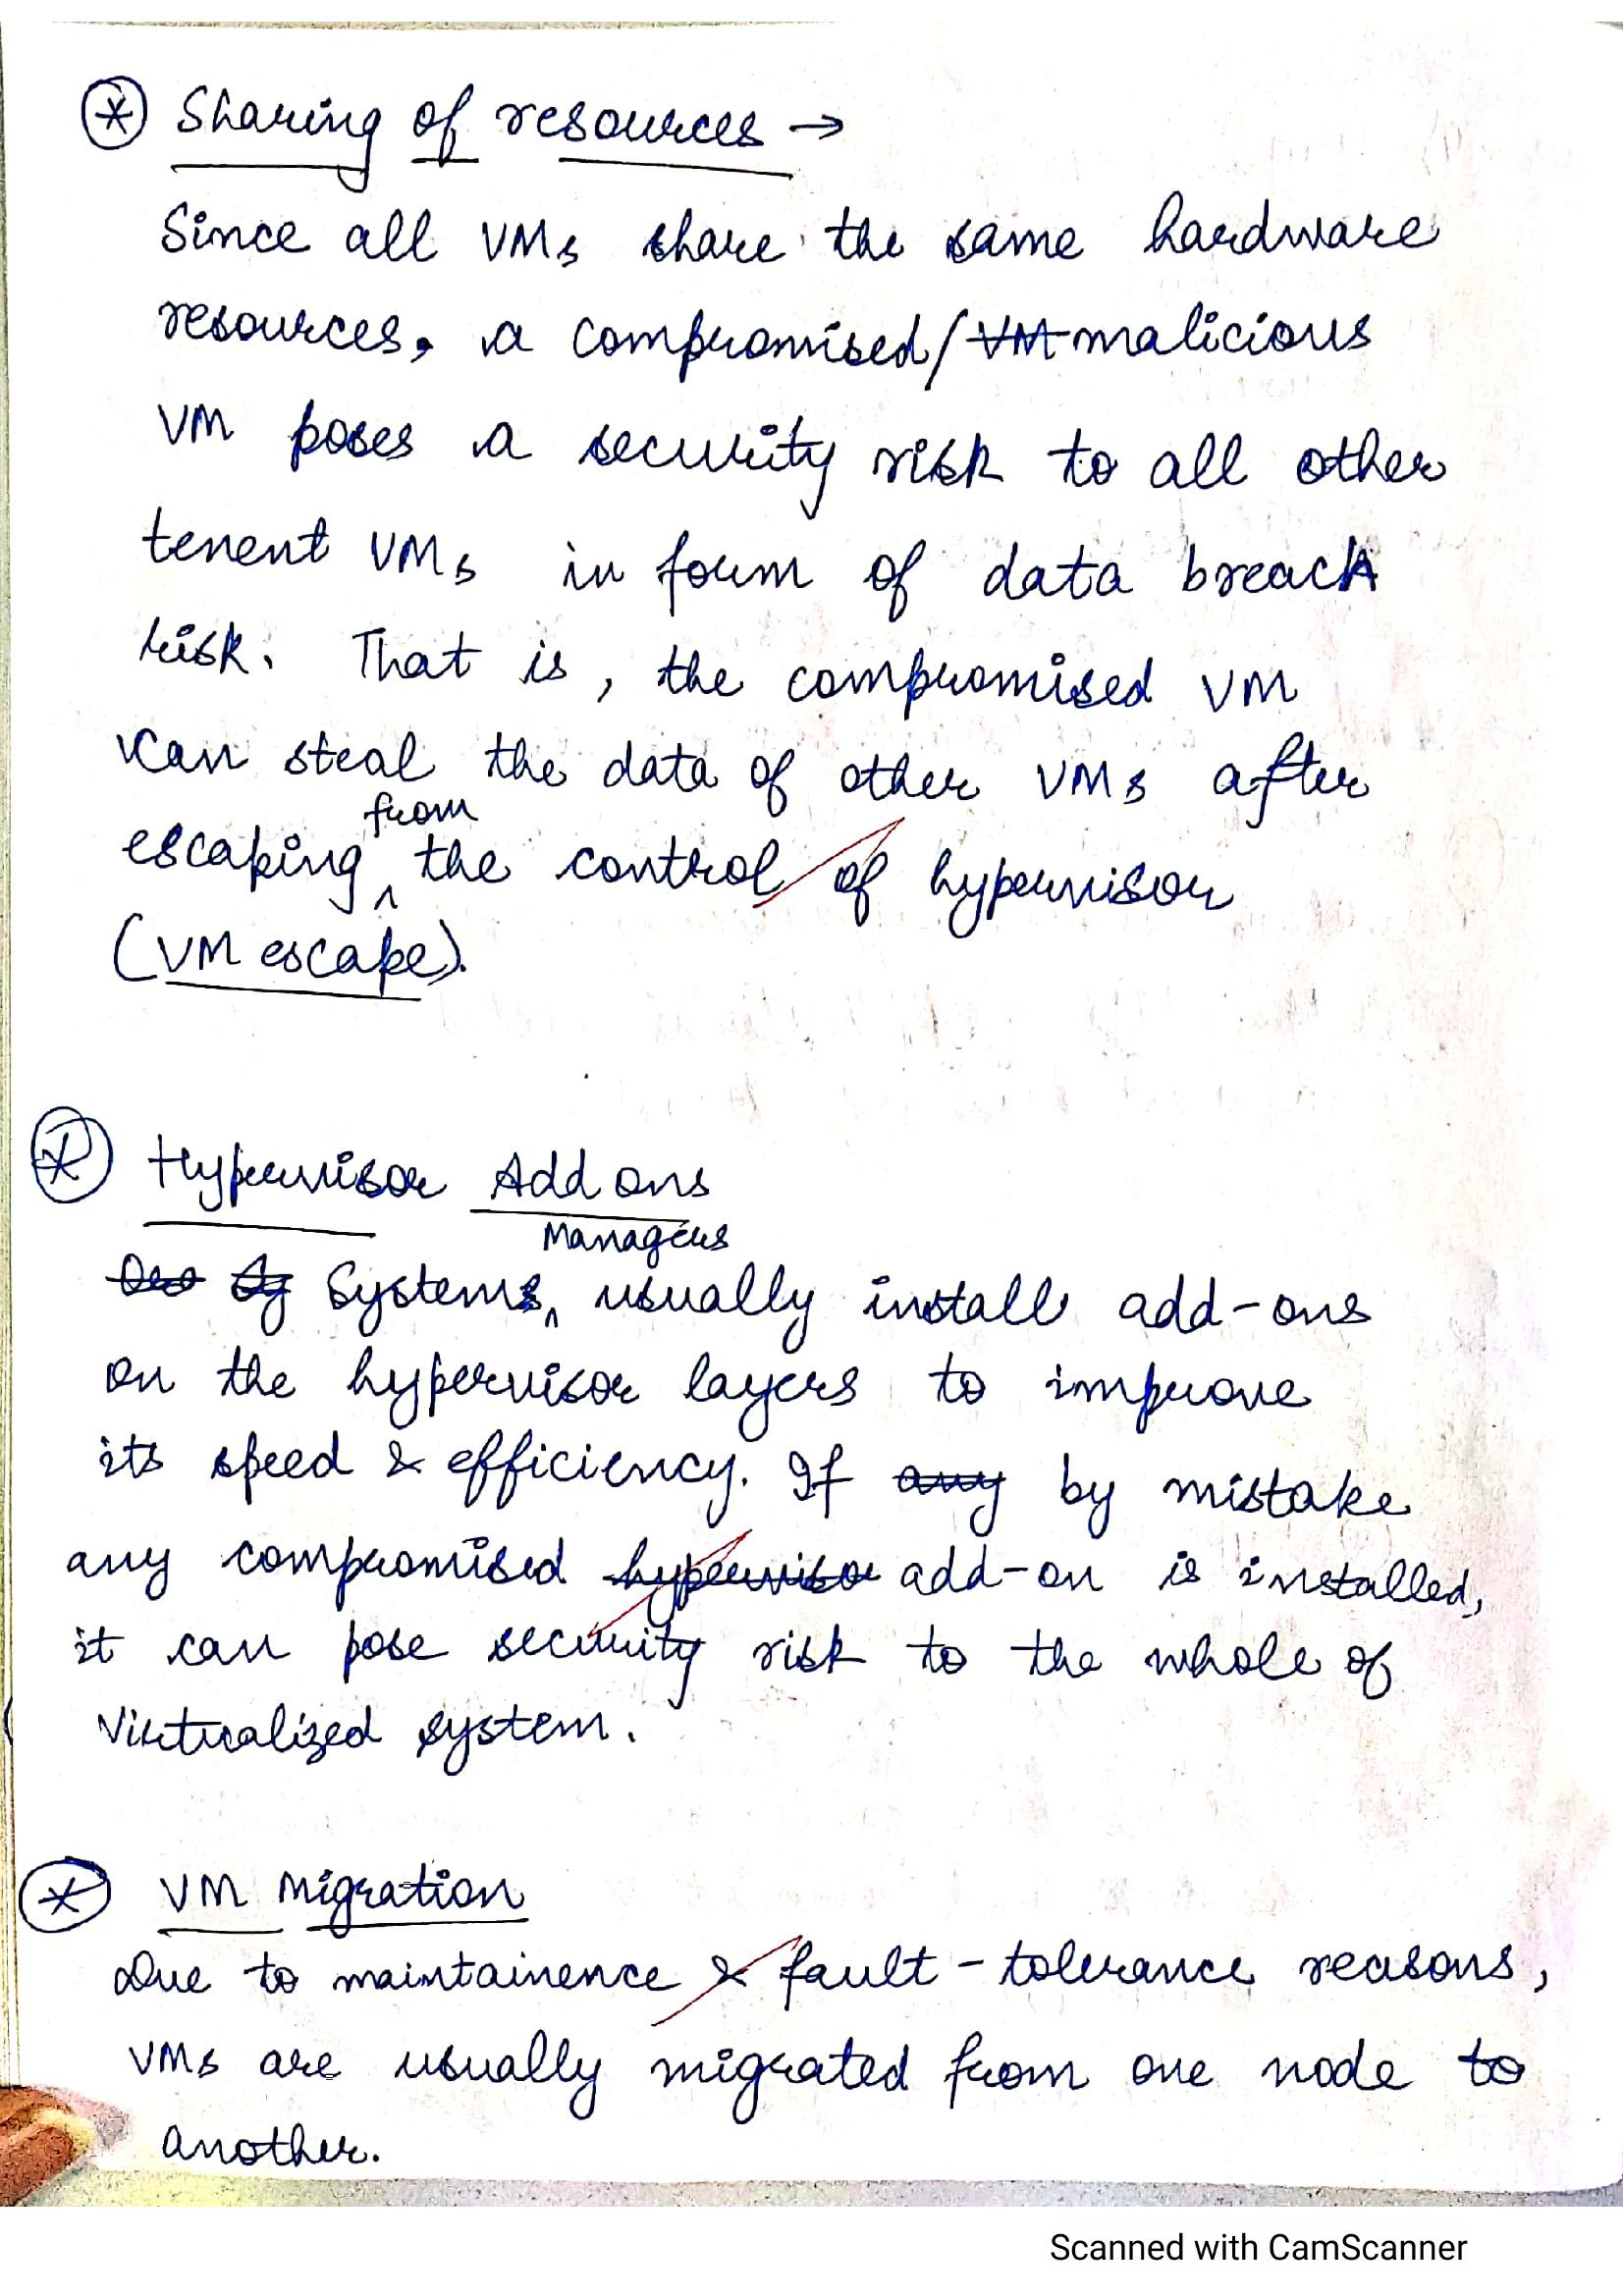 * Sharing of resources →
Since all VMs share the same hardware
resources, a compromised/VM malicious
VM poses a security risk to all other
tenent VMs in form of data breach
risk. That is, the compromised VM
can steal the data of other VMs after
escaping from the control of hypervisor
(VM escape).
* Hypervisor Add ons
Systems Managers usually install add-ons
on the hypervisor layers to improve
its speed & efficiency. If any by mistake
any compromised hypervisor add-on is installed,
it can pose security risk to the whole of
Virtualized system.
* VM Migration
Due to maintainence & fault-tolerance reasons,
VMs are usually migrated from one node to
another.
Scanned with CamScanner